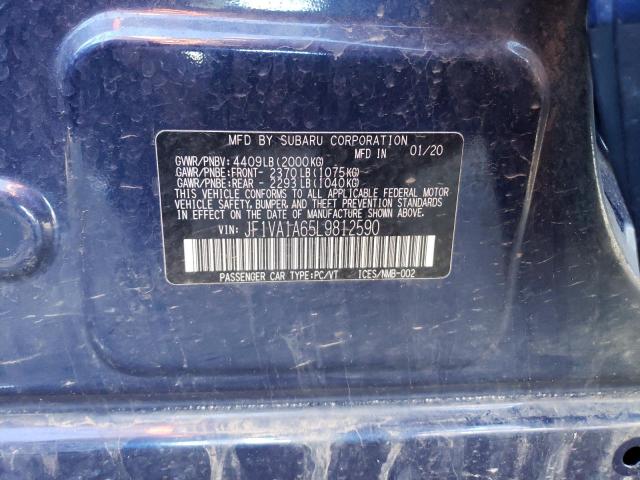 MFD BY SUBARU CORPORATION
GVWR/PNBV: 4409LB(2000KG) MFD IN 01/20
GAWR/PNBE:FRONT- 2370LB(1075KG)
GAWR/PNBE:REAR - 2293LB(1040KG)
THIS VEHICLE CONFORMS TO ALL APPLICABLE FEDERAL MOTOR
VEHICLE SAFETY,BUMPER,AND THEFT PREVENTION STANDARDS
IN EFFECT ON THE DATE OF MANUFACTURE SHOWN ABOVE.
VIN: JF1VA1A65L9812590
PASSENGER CAR TYPE:PC/VT ICES/NMB-002